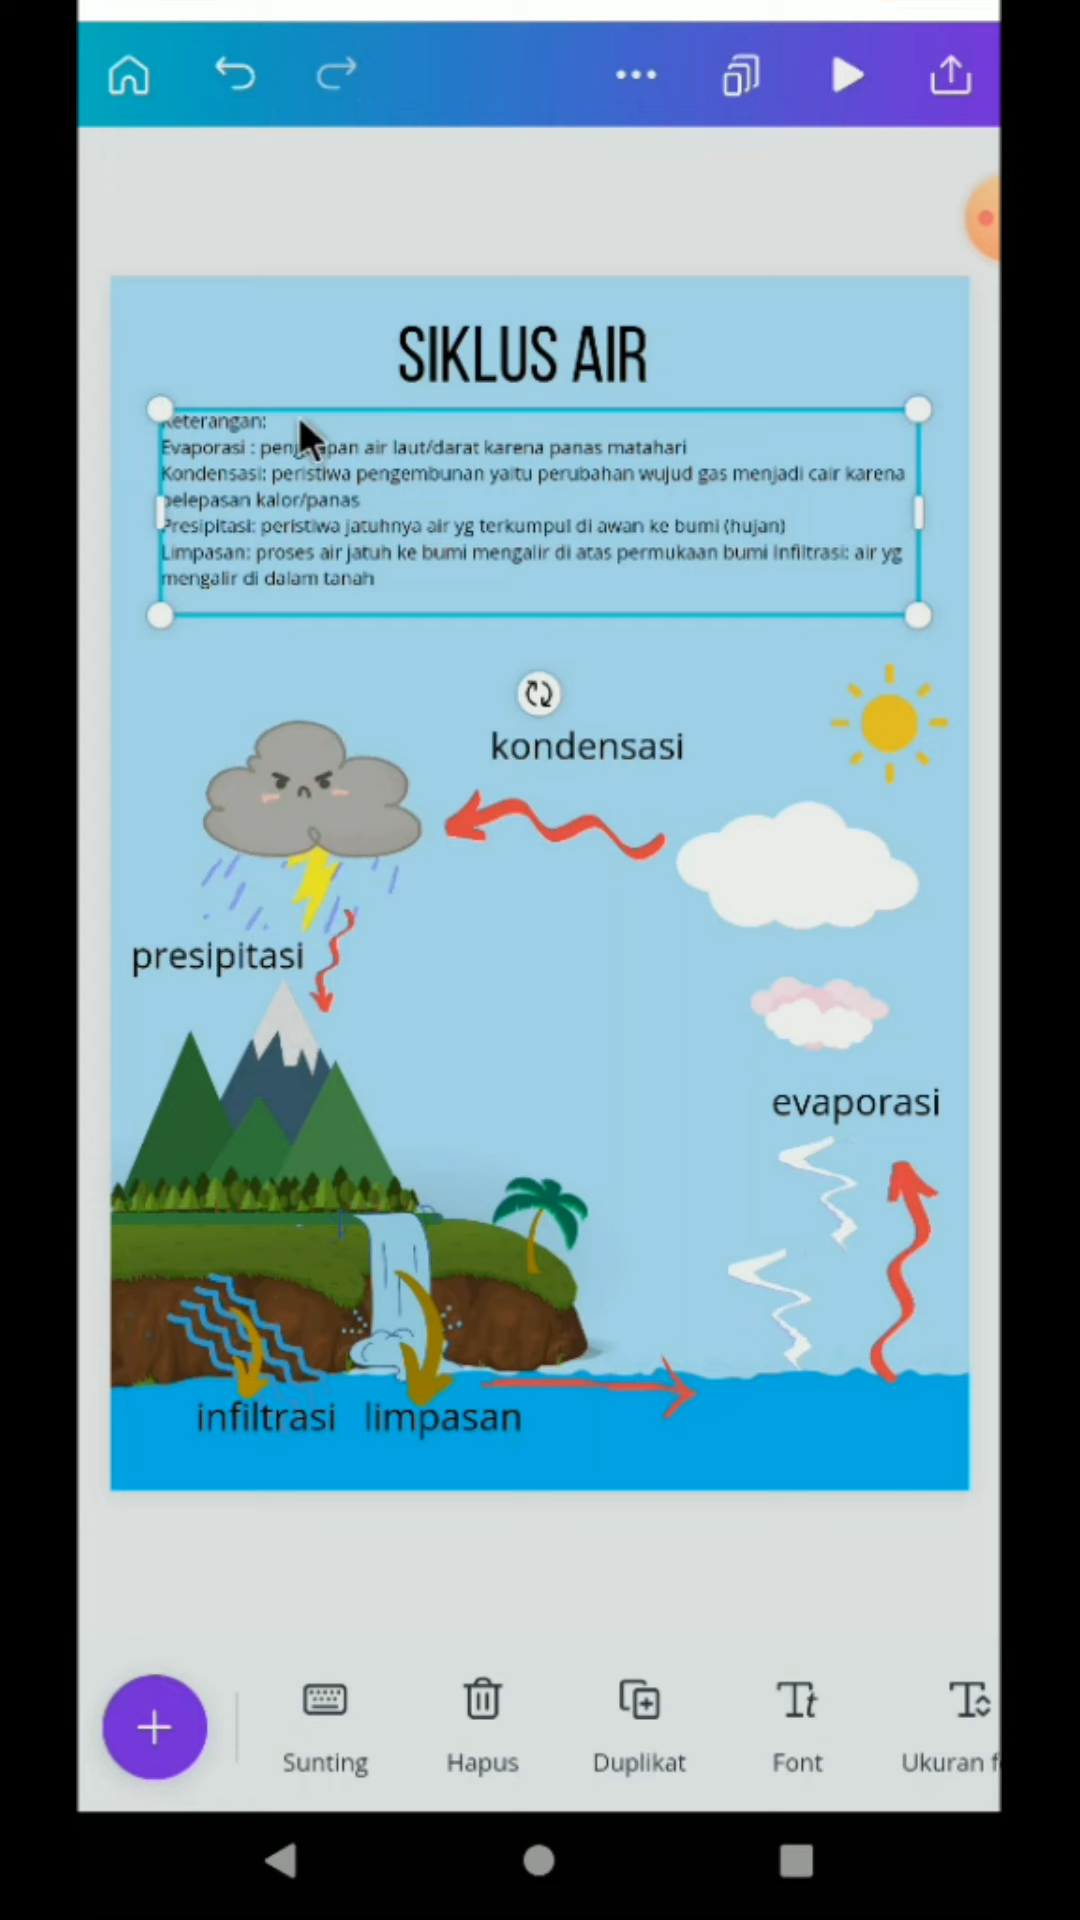 SIKLUS AIR
Keterangan:
Evaporasi : penguapan air laut/darat karena panas matahari
Kondensasi: peristiwa pengembunan yaitu perubahan wujud gas menjadi cair karena
pelepasan kalor/panas
Presipitasi: peristiwa jatuhnya air yg terkumpul di awan ke bumi (hujan)
Limpasan: proses air jatuh ke bumi mengalir di atas permukaan bumi Infiltrasi: air yg
mengalir di dalam tanah
kondensasi
presipitasi
evaporasi
infiltrasi limpasan
Sunting Hapus Duplikat Font Ukuran f